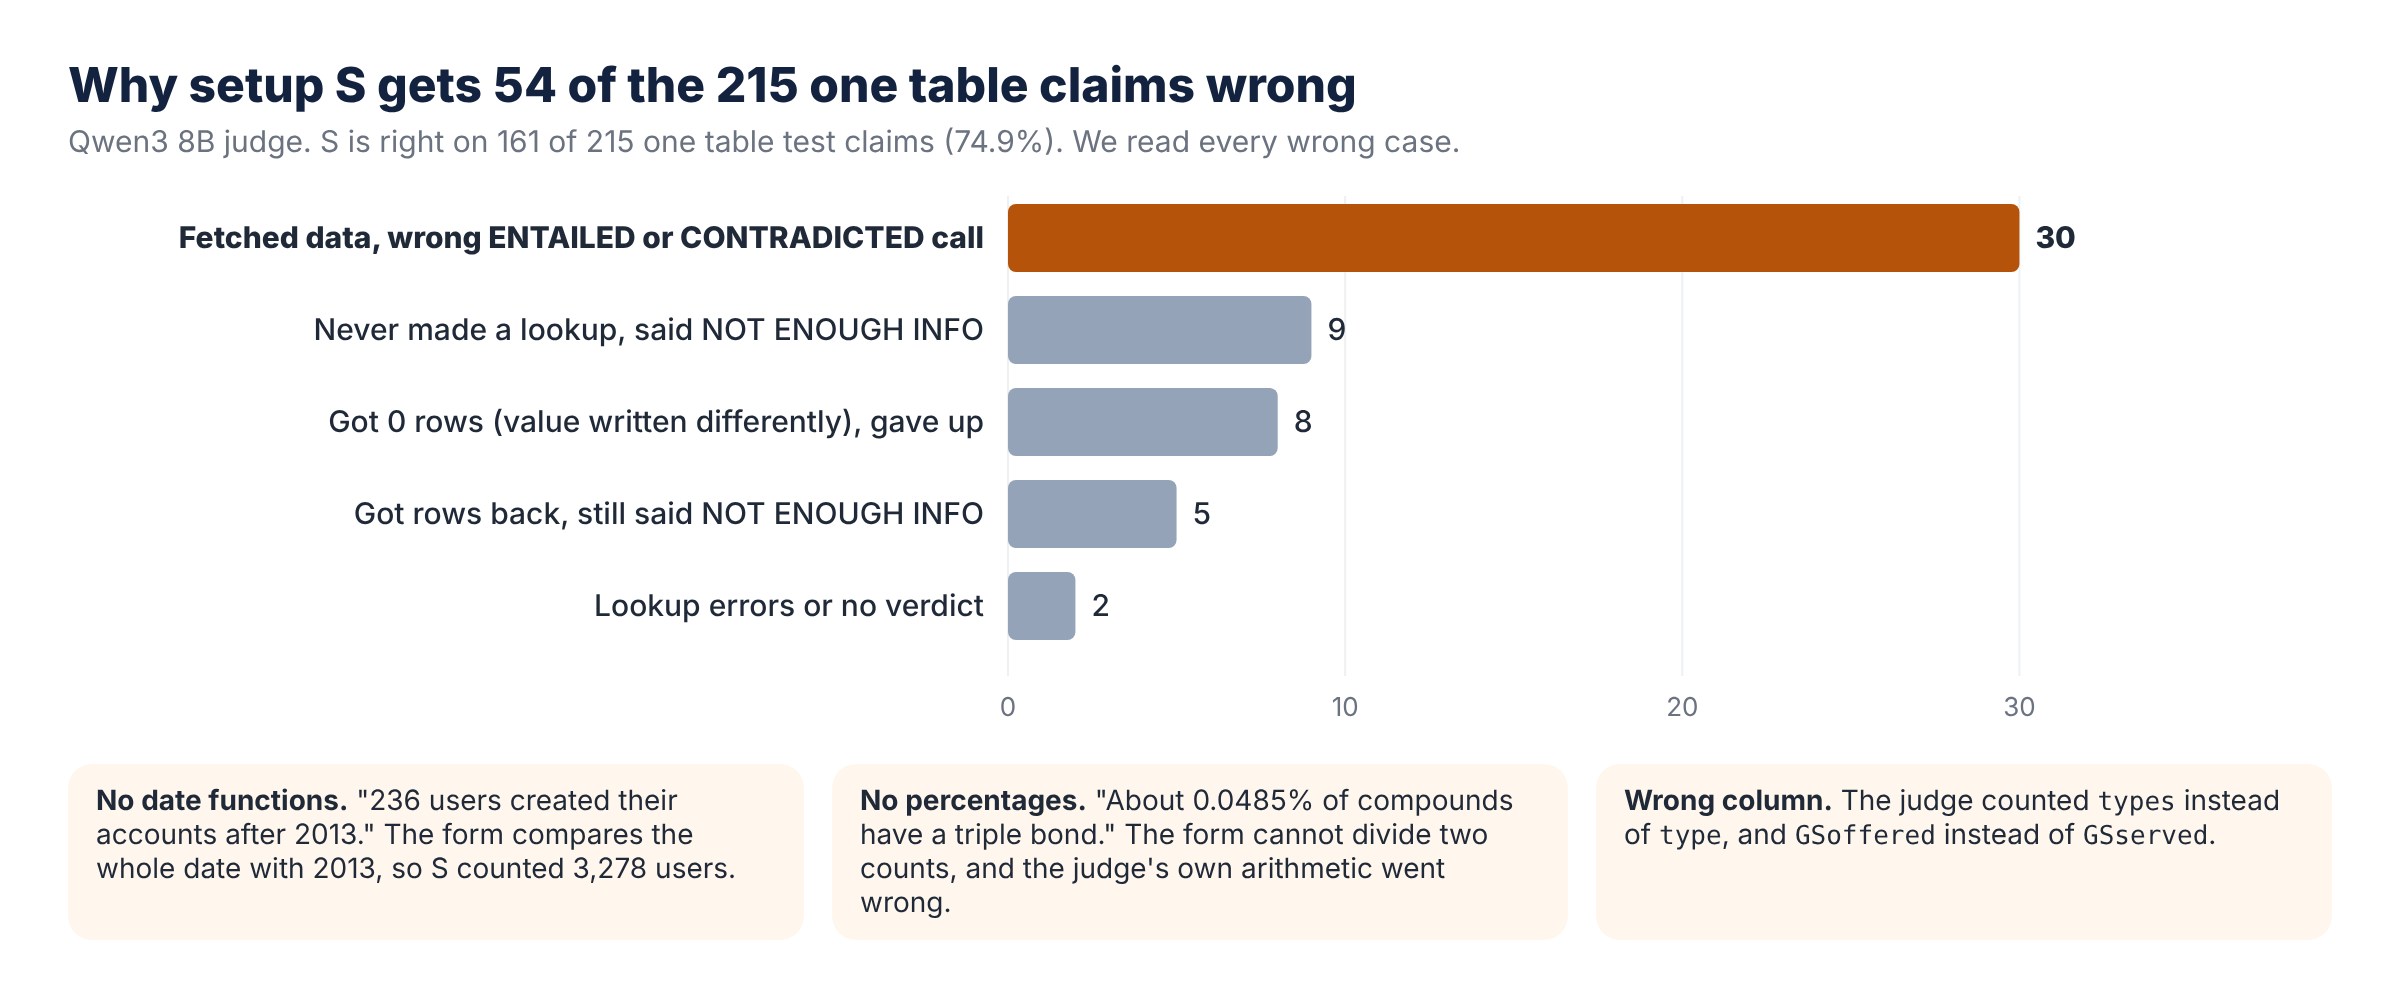 Why setup S gets 54 of the 215 one table claims wrong
Qwen3 8B judge. S is right on 161 of 215 one table test claims (74.9%). We read every wrong case.
Fetched data, wrong ENTAILED or CONTRADICTED call
30
Never made a lookup, said NOT ENOUGH INFO
9
Got 0 rows (value written differently), gave up
8
Got rows back, still said NOT ENOUGH INFO
5
Lookup errors or no verdict
2
0
10
20
30
No date functions. "236 users created their
accounts after 2013." The form compares the
whole date with 2013, so S counted 3,278 users.
No percentages. "About 0.0485% of compounds
have a triple bond." The form cannot divide two
counts, and the judge's own arithmetic went
wrong.
Wrong column. The judge counted types instead
of type, and GSoffered instead of GSserved.